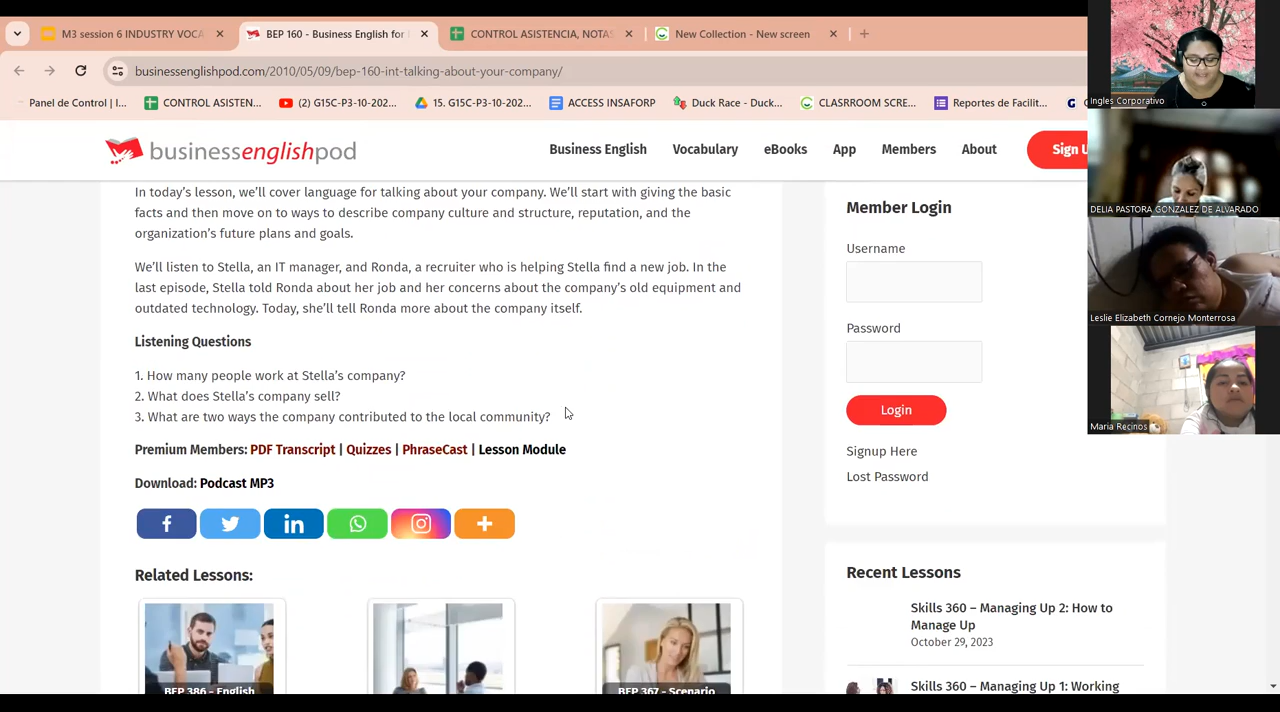 M3 session 6 INDUSTRY VOCA
BEP 160 - Business English for
CONTROL ASISTENCIA, NOTAS
New Collection - New screen
businessenglishpod.com/2010/05/09/bep-160-int-talking-about-your-company/
Panel de Control | I...
CONTROL ASISTEN...
(2) G15C-P3-10-202...
15. G15C-P3-10-202...
ACCESS INSAFORP
Duck Race - Duck...
CLASRROOM SCRE...
Reportes de Facilit...
businessenglishpod
Business English
Vocabulary
eBooks
App
Members
About
Sign U
In today's lesson, we'll cover language for talking about your company. We'll start with giving the basic
facts and then move on to ways to describe company culture and structure, reputation, and the
organization's future plans and goals.
We'll listen to Stella, an IT manager, and Ronda, a recruiter who is helping Stella find a new job. In the
last episode, Stella told Ronda about her job and her concerns about the company's old equipment and
outdated technology. Today, she'll tell Ronda more about the company itself.
Listening Questions
1. How many people work at Stella's company?
2. What does Stella's company sell?
3. What are two ways the company contributed to the local community?
Premium Members: PDF Transcript | Quizzes | PhraseCast | Lesson Module
Download: Podcast MP3
Related Lessons:
BEP 386 - English
BEP 367 - Scenario
Member Login
Username
Password
Login
Signup Here
Lost Password
Recent Lessons
Skills 360 – Managing Up 2: How to
Manage Up
October 29, 2023
Skills 360 – Managing Up 1: Working
Ingles Corporativo
DELIA PASTORA GONZALEZ DE ALVARADO
Leslie Elizabeth Cornejo Monterrosa
Maria Recinos